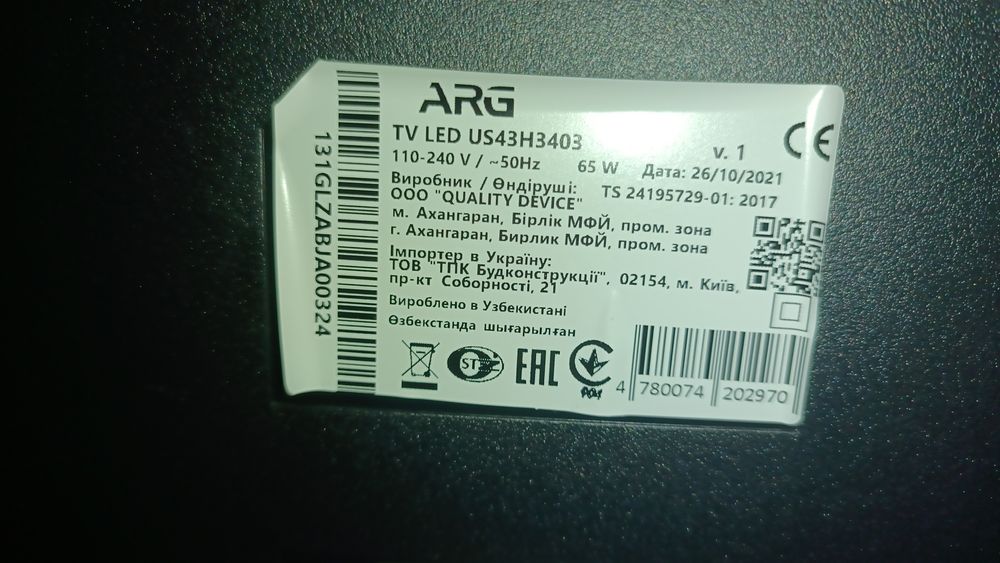 ARG
TV LED US43H3403
v. 1
110-240 V / ~50Hz 65 W Дата: 26/10/2021
Виробник / Өндіруші: TS 24195729-01: 2017
ООО "QUALITY DEVICE"
м. Ахангаран, Бірлік МФЙ, пром. зона
г. Ахангаран, Бирлик МФЙ, пром. зона
Імпортер в Україну:
ТОВ "ТПК Будконструкції", 02154, м. Київ,
пр-кт Соборності, 21
Вироблено в Узбекистані
Өзбекстанда шығарылған
131GLZABJA00324
CE
ST
EAC
4 780074 202970